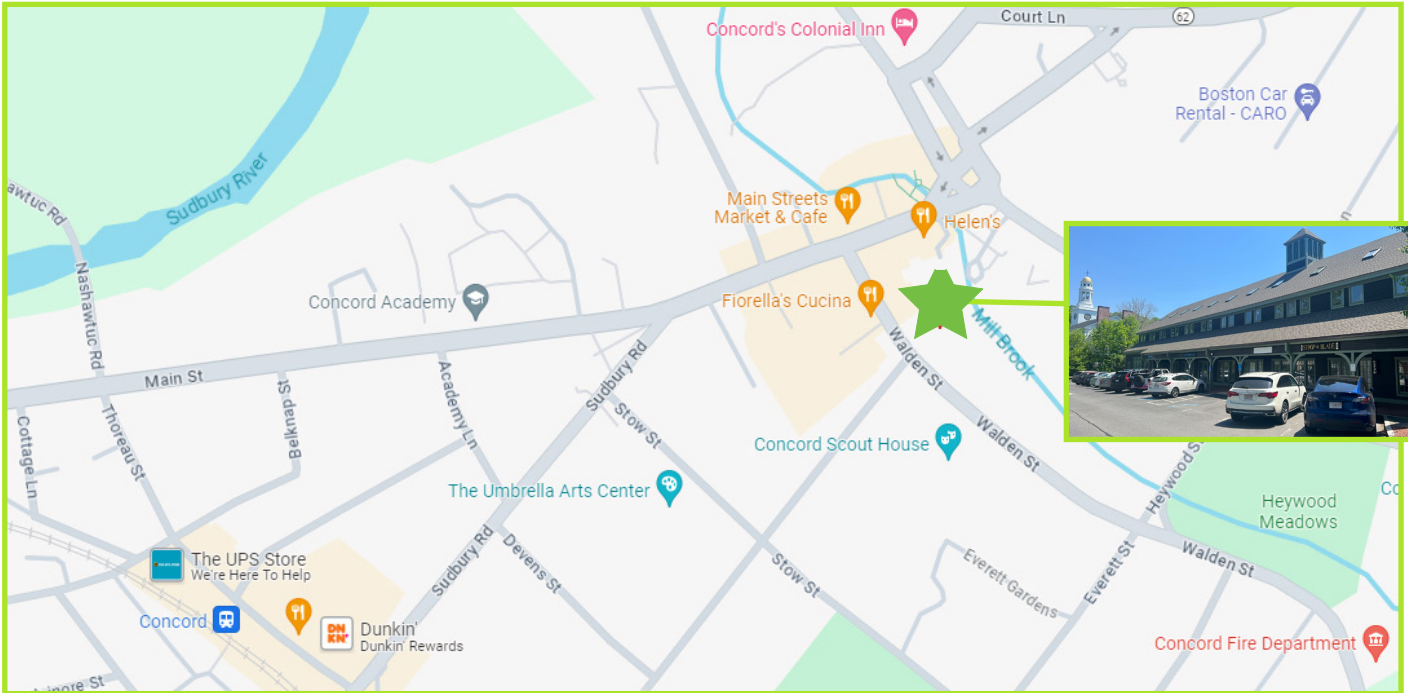 Concord's Colonial Inn
Court Ln
62
Boston Car
Rental - CARO
Sudbury River
Main Streets
Market & Cafe
Helen's
Nashawtuc Rd
Concord Academy
Fiorella's Cucina
Mill Brook
Main St
Sudbury Rd
Walden St
Cottage Ln
Thoreau St
Belknap St
Academy Ln
Stow St
Concord Scout House
Walden St
The Umbrella Arts Center
Heywood
Meadows
The UPS Store
We're Here To Help
Sudbury Rd
Devens St
Stow St
Everett Gardens
Everett St
Walden St
Concord
DN
KN'
Dunkin'
Dunkin' Rewards
Concord Fire Department